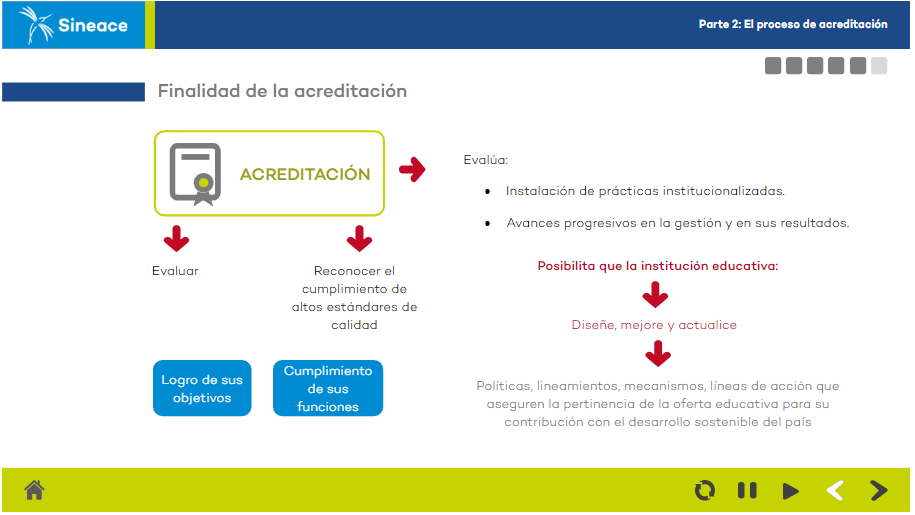 Sineace
Parte 2: El proceso de acreditación
Finalidad de la acreditación
ACREDITACIÓN
Evaluar
Reconocer el
cumplimiento de
altos estándares de
calidad
Logro de sus
objetivos
Cumplimiento
de sus
funciones
Evalúa:
• Instalación de prácticas institucionalizadas.
• Avances progresivos en la gestión y en sus resultados.
Posibilita que la institución educativa:
Diseñe, mejore y actualice
Políticas, lineamientos, mecanismos, líneas de acción que
aseguren la pertinencia de la oferta educativa para su
contribución con el desarrollo sostenible del país